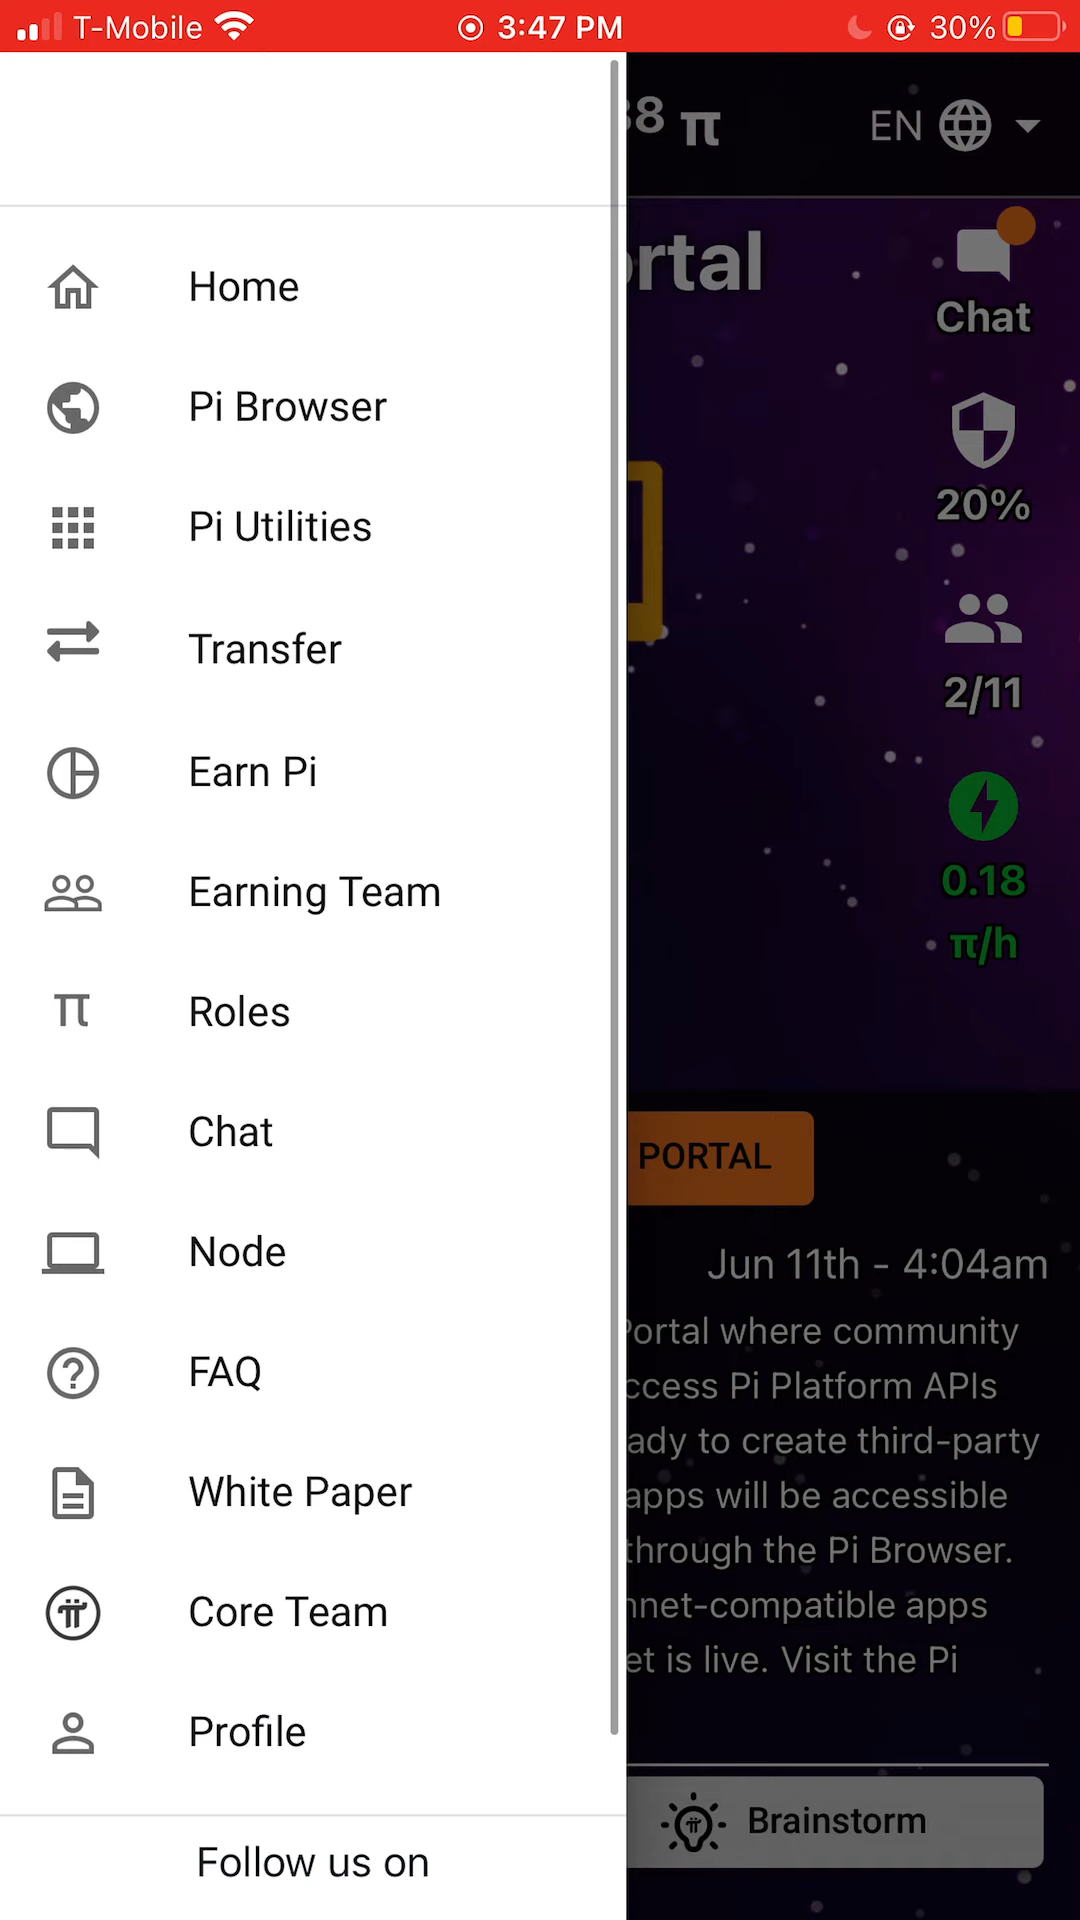 T-Mobile 3:47 PM 30%
8 π EN
rtal
Chat
20%
2/11
0.18
π/h
Home
Pi Browser
Pi Utilities
Transfer
Earn Pi
Earning Team
π Roles
Chat
Node
FAQ
White Paper
Core Team
Profile
Follow us on
PORTAL
Jun 11th - 4:04am
Portal where community
ccess Pi Platform APIs
ady to create third-party
apps will be accessible
through the Pi Browser.
nnet-compatible apps
et is live. Visit the Pi
Brainstorm